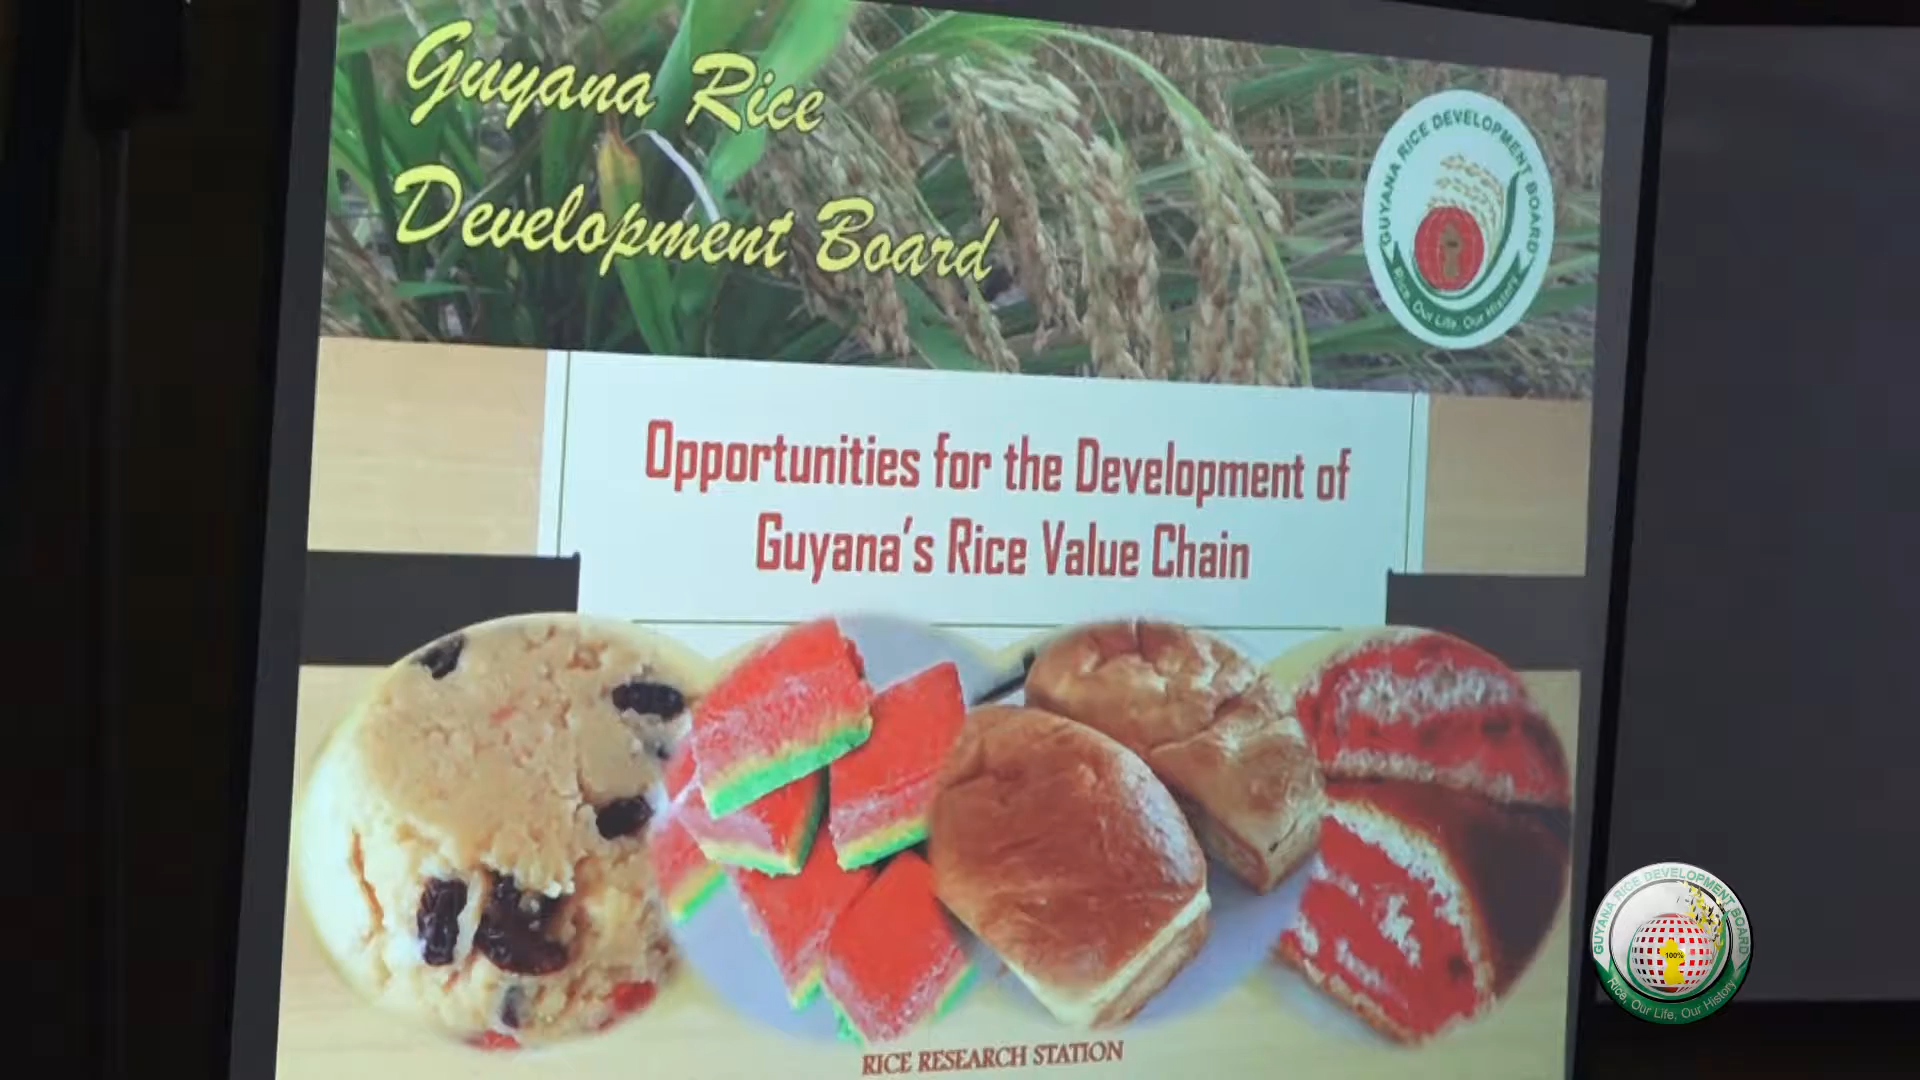 Guyana Rice
Development Board
GUYANA RICE DEVELOPMENT BOARD
Rice, Our Life, Our History
Opportunities for the Development of
Guyana's Rice Value Chain
RICE RESEARCH STATION
GUYANA RICE DEVELOPMENT BOARD
100%
Rice, Our Life, Our History